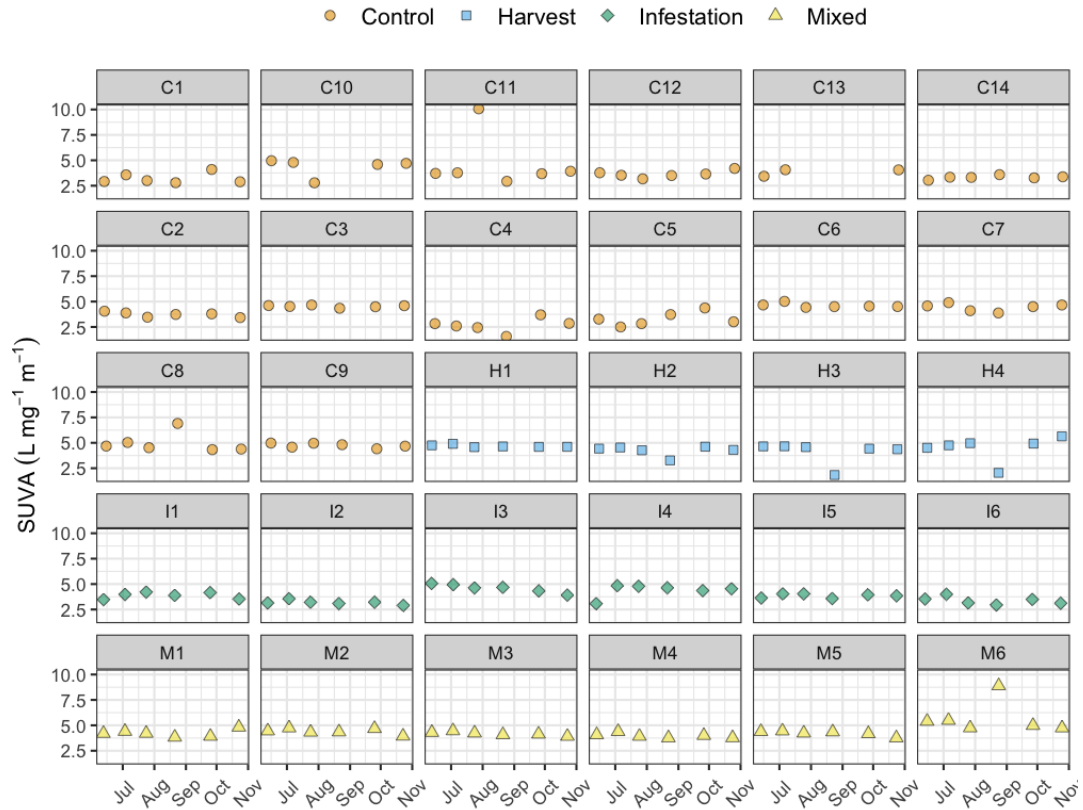 Control Harvest Infestation Mixed
C1 C10 C11 C12 C13 C14
10.0
7.5
5.0
2.5
C2 C3 C4 C5 C6 C7
10.0
7.5
5.0
2.5
SUVA (L mg⁻¹ m⁻¹)
C8 C9 H1 H2 H3 H4
10.0
7.5
5.0
2.5
I1 I2 I3 I4 I5 I6
10.0
7.5
5.0
2.5
M1 M2 M3 M4 M5 M6
10.0
7.5
5.0
2.5
Jul Aug Sep Oct Nov Jul Aug Sep Oct Nov Jul Aug Sep Oct Nov Jul Aug Sep Oct Nov Jul Aug Sep Oct Nov Jul Aug Sep Oct Nov